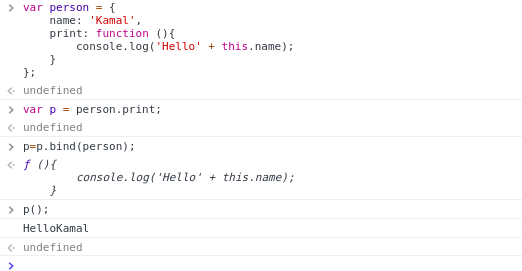 > var person = {
name: 'Kamal',
print: function (){
console.log('Hello' + this.name);
}
};
undefined
> var p = person.print;
undefined
> p=p.bind(person);
ƒ (){
console.log('Hello' + this.name);
}
> p();
HelloKamal
undefined
>